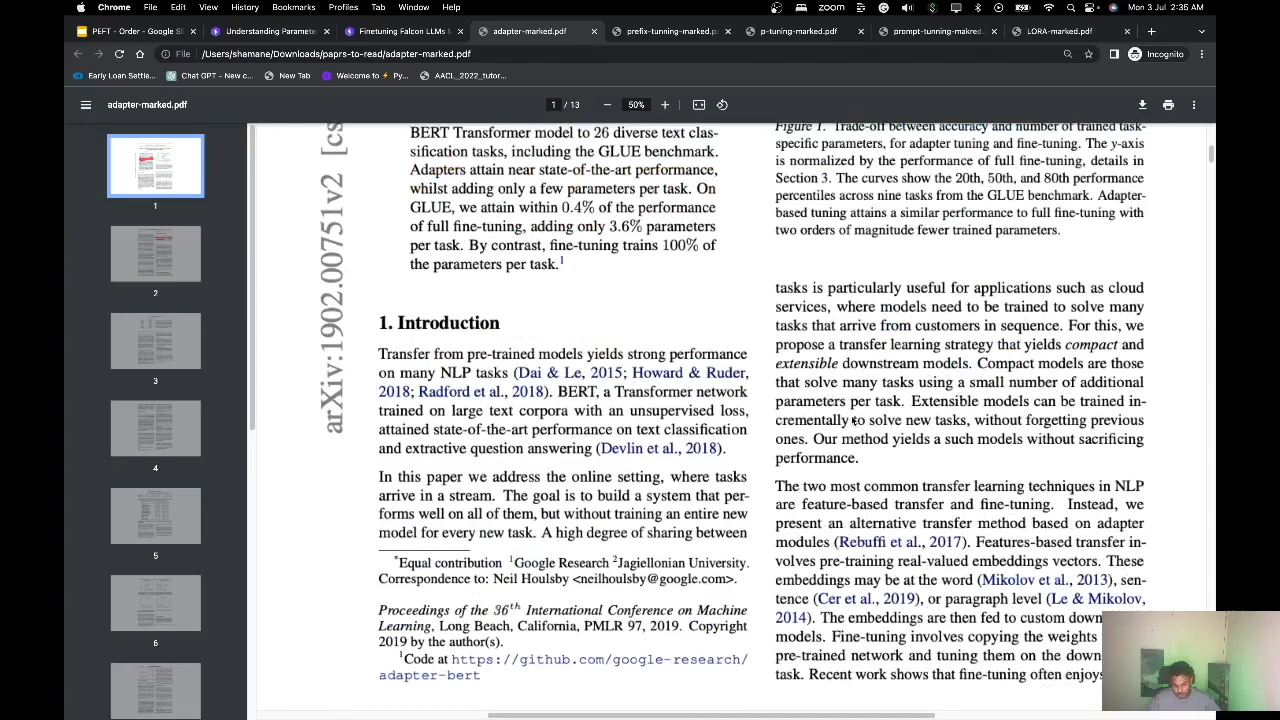 Chrome File Edit View History Bookmarks Profiles Tab Window Help zoom Mon 3 Jul 2:35 AM
PEFT - Order - Google Sl Understanding Parameter Finetuning Falcon LLMs M adapter-marked.pdf prefix-tunning-marked.p p-tunning-marked.pdf prompt-tunning-makred. LORA-marked.pdf
File /Users/shamane/Downloads/paprs-to-read/adapter-marked.pdf Incognito
Early Loan Settle... Chat GPT - New c... New Tab Welcome to ⚡ Py... AACL_2022_tutor...
adapter-marked.pdf 1 / 13 50%
1
2
3
4
5
6
arXiv:1902.00751v2 [cs
BERT Transformer model to 26 diverse text clas-
sification tasks, including the GLUE benchmark.
Adapters attain near state-of-the-art performance,
whilst adding only a few parameters per task. On
GLUE, we attain within 0.4% of the performance
of full fine-tuning, adding only 3.6% parameters
per task. By contrast, fine-tuning trains 100% of
the parameters per task.1
1. Introduction
Transfer from pre-trained models yields strong performance
on many NLP tasks (Dai & Le, 2015; Howard & Ruder,
2018; Radford et al., 2018). BERT, a Transformer network
trained on large text corpora with an unsupervised loss,
attained state-of-the-art performance on text classification
and extractive question answering (Devlin et al., 2018).
In this paper we address the online setting, where tasks
arrive in a stream. The goal is to build a system that per-
forms well on all of them, but without training an entire new
model for every new task. A high degree of sharing between
*Equal contribution 1Google Research 2Jagiellonian University.
Correspondence to: Neil Houlsby <neilhoulsby@google.com>.
Proceedings of the 36th International Conference on Machine
Learning, Long Beach, California, PMLR 97, 2019. Copyright
2019 by the author(s).
1Code at https://github.com/google-research/
adapter-bert
Figure 1. Trade-off between accuracy and number of trained task-
specific parameters, for adapter tuning and fine-tuning. The y-axis
is normalized by the performance of full fine-tuning, details in
Section 3. The curves show the 20th, 50th, and 80th performance
percentiles across nine tasks from the GLUE benchmark. Adapter-
based tuning attains a similar performance to full fine-tuning with
two orders of magnitude fewer trained parameters.
tasks is particularly useful for applications such as cloud
services, where models need to be trained to solve many
tasks that arrive from customers in sequence. For this, we
propose a transfer learning strategy that yields compact and
extensible downstream models. Compact models are those
that solve many tasks using a small number of additional
parameters per task. Extensible models can be trained in-
crementally to solve new tasks, without forgetting previous
ones. Our method yields a such models without sacrificing
performance.
The two most common transfer learning techniques in NLP
are feature-based transfer and fine-tuning. Instead, we
present an alternative transfer method based on adapter
modules (Rebuffi et al., 2017). Features-based transfer in-
volves pre-training real-valued embeddings vectors. These
embeddings may be at the word (Mikolov et al., 2013), sen-
tence (Cer et al., 2019), or paragraph level (Le & Mikolov,
2014). The embeddings are then fed to custom down
models. Fine-tuning involves copying the weights
pre-trained network and tuning them on the down
task. Recent work shows that fine-tuning often enjoys